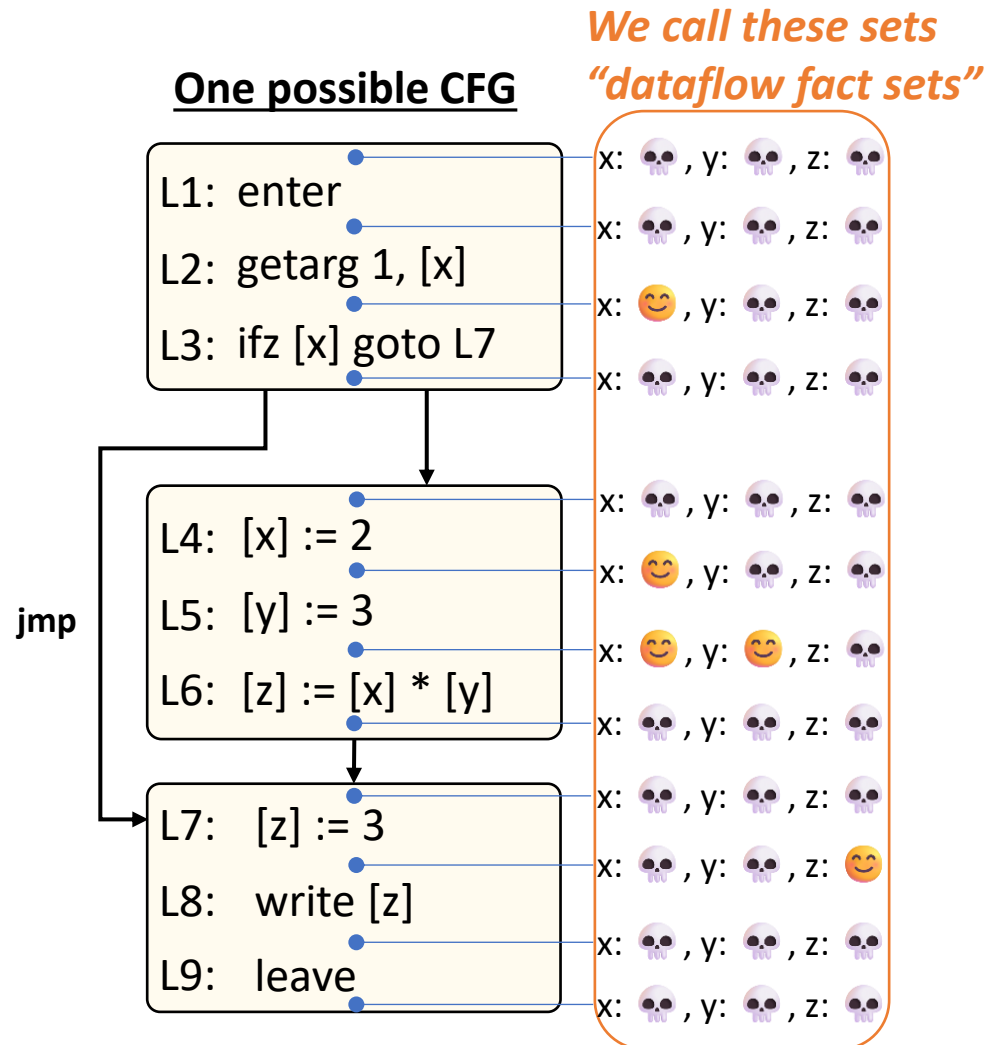 We call these sets
“dataflow fact sets”
One possible CFG
L1: enter
L2: getarg 1, [x]
L3: ifz [x] goto L7
L4: [x] := 2
L5: [y] := 3
L6: [z] := [x] * [y]
jmp
L7: [z] := 3
L8: write [z]
L9: leave
x: 💀, y: 💀, z: 💀
x: 💀, y: 💀, z: 💀
x: 😊, y: 💀, z: 💀
x: 💀, y: 💀, z: 💀
x: 💀, y: 💀, z: 💀
x: 😊, y: 💀, z: 💀
x: 😊, y: 😊, z: 💀
x: 💀, y: 💀, z: 💀
x: 💀, y: 💀, z: 💀
x: 💀, y: 💀, z: 😊
x: 💀, y: 💀, z: 💀
x: 💀, y: 💀, z: 💀